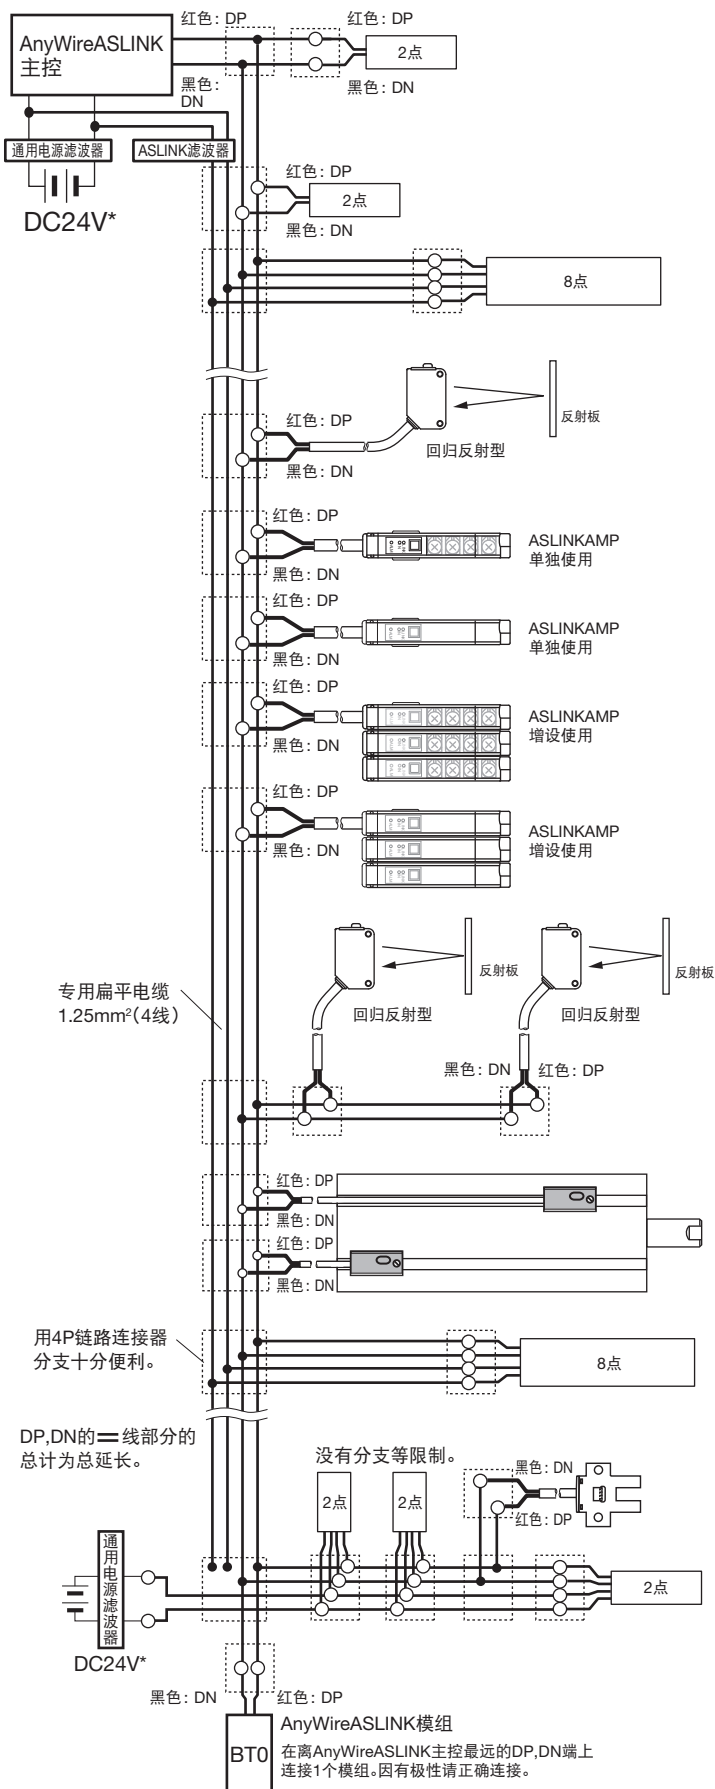 红色: DP
红色: DP
AnyWireASLINK
主控
2点
黑色:
DN
黑色: DN
通用电源滤波器
ASLINK滤波器
红色: DP
2点
DC24V*
黑色: DN
8点
红色: DP
反射板
回归反射型
黑色: DN
红色: DP
ASLINKAMP
单独使用
黑色: DN
红色: DP
ASLINKAMP
单独使用
黑色: DN
红色: DP
ASLINKAMP
增设使用
黑色: DN
红色: DP
ASLINKAMP
增设使用
黑色: DN
反射板
反射板
专用扁平电缆
1.25mm²(4线)
回归反射型
回归反射型
黑色: DN
红色: DP
红色: DP
黑色: DN
红色: DP
黑色: DN
用4P链路连接器
分支十分便利。
8点
DP,DN的=线部分的
总计为总延长。
没有分支等限制。
黑色: DN
2点
2点
红色: DP
通用电源滤波器
2点
DC24V*
黑色: DN
红色: DP
BT0
AnyWireASLINK模组
在离AnyWireASLINK主控最远的DP,DN端上
连接1个模组。因有极性请正确连接。